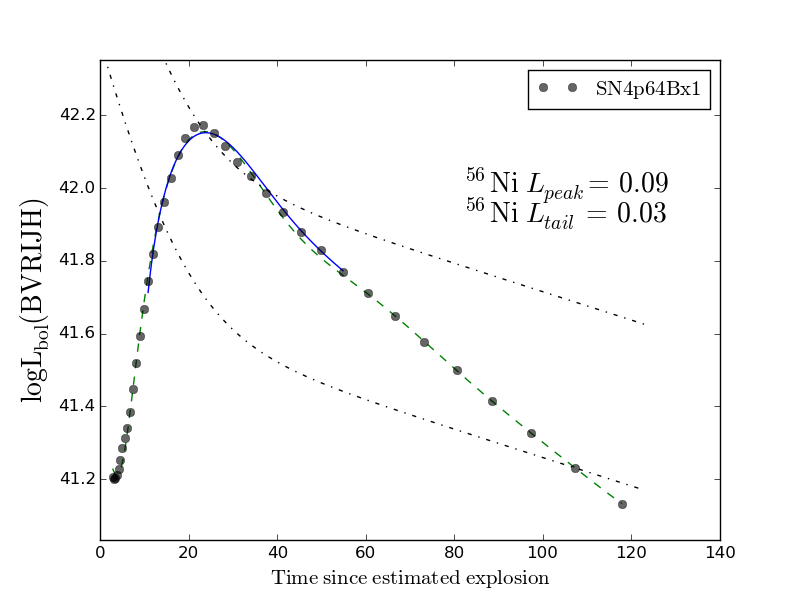 SN4p64Bx1
⁵⁶Ni L_peak = 0.09
⁵⁶Ni L_tail = 0.03
logL_bol(BVRIJH)
42.2
42.0
41.8
41.6
41.4
41.2
0 20 40 60 80 100 120 140
Time since estimated explosion